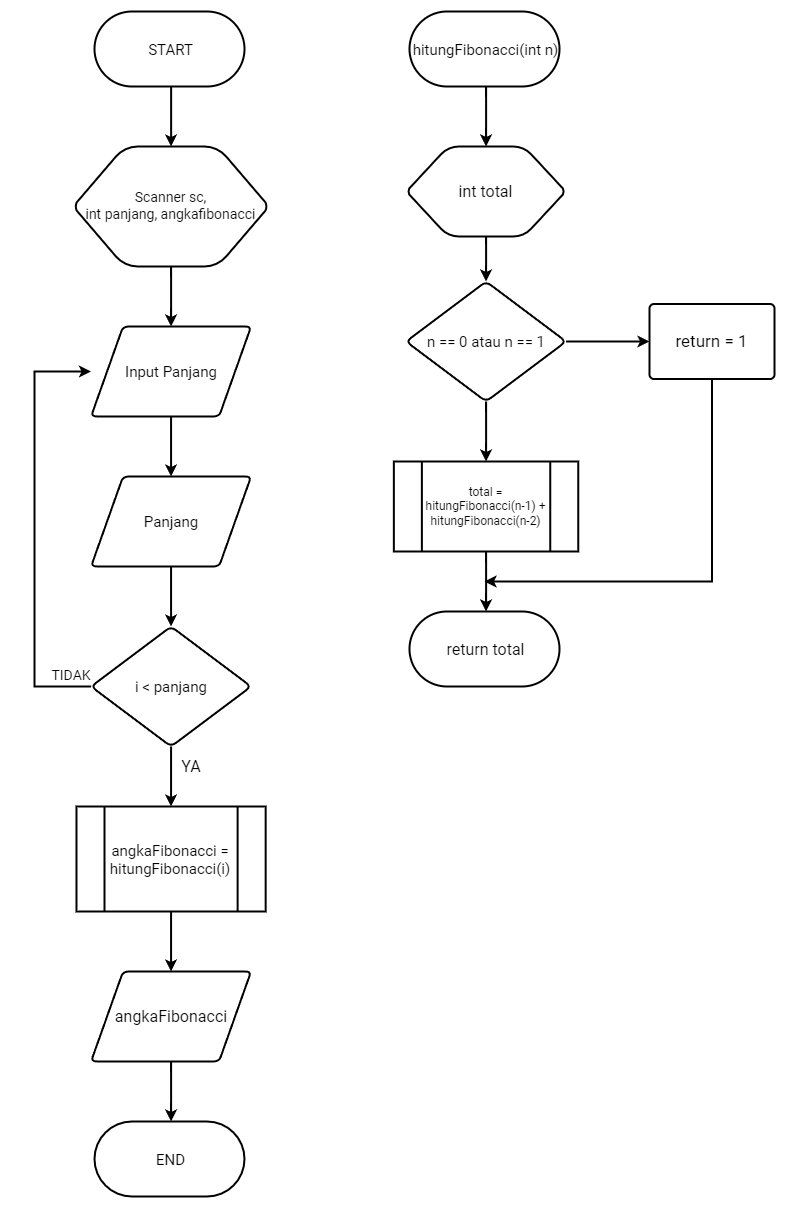 START
Scanner sc,
int panjang, angkafibonacci
Input Panjang
Panjang
i < panjang
TIDAK
YA
angkaFibonacci =
hitungFibonacci(i)
angkaFibonacci
END
hitungFibonacci(int n)
int total
n == 0 atau n == 1
return = 1
total =
hitungFibonacci(n-1) +
hitungFibonacci(n-2)
return total